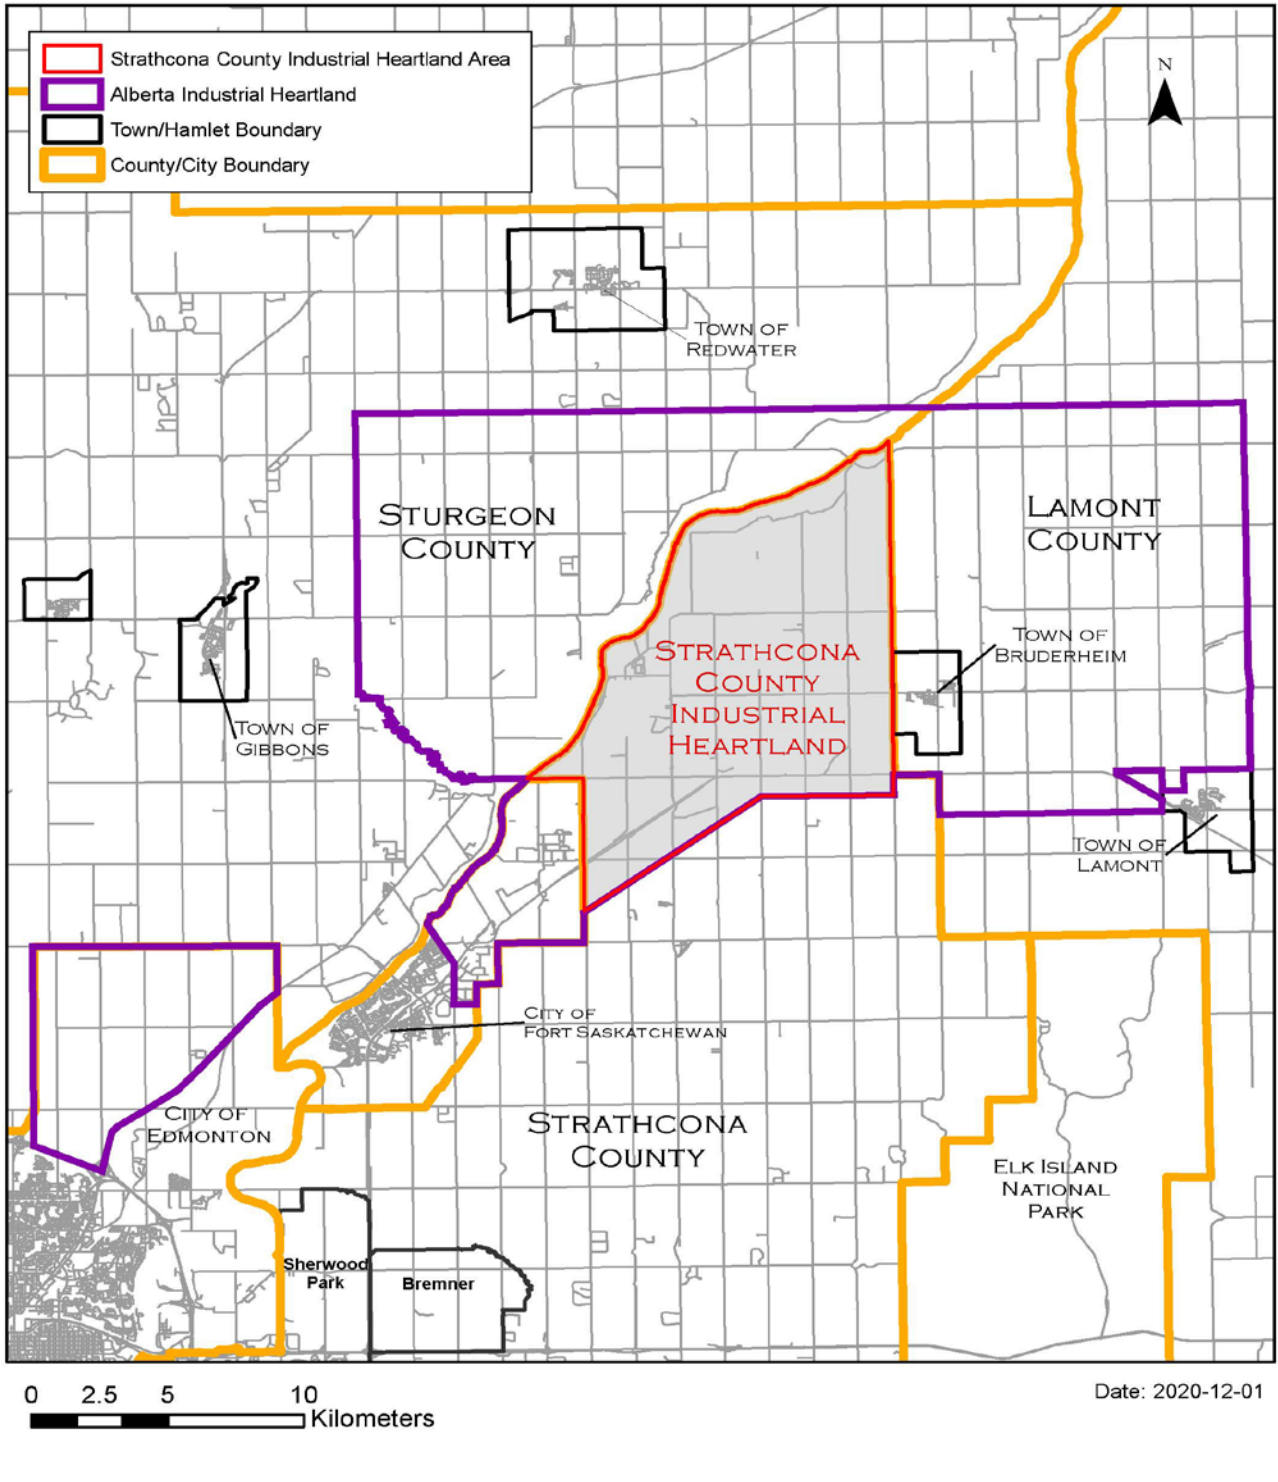 Strathcona County Industrial Heartland Area
Alberta Industrial Heartland
Town/Hamlet Boundary
County/City Boundary
N
TOWN OF
REDWATER
STURGEON
COUNTY
LAMONT
COUNTY
TOWN OF
BRUDERHEIM
STRATHCONA
COUNTY
INDUSTRIAL
HEARTLAND
TOWN OF
GIBBONS
TOWN OF
LAMONT
CITY OF
FORT SASKATCHEWAN
CITY OF
EDMONTON
STRATHCONA
COUNTY
ELK ISLAND
NATIONAL
PARK
Sherwood
Park
Bremner
0 2.5 5 10
Kilometers
Date: 2020-12-01